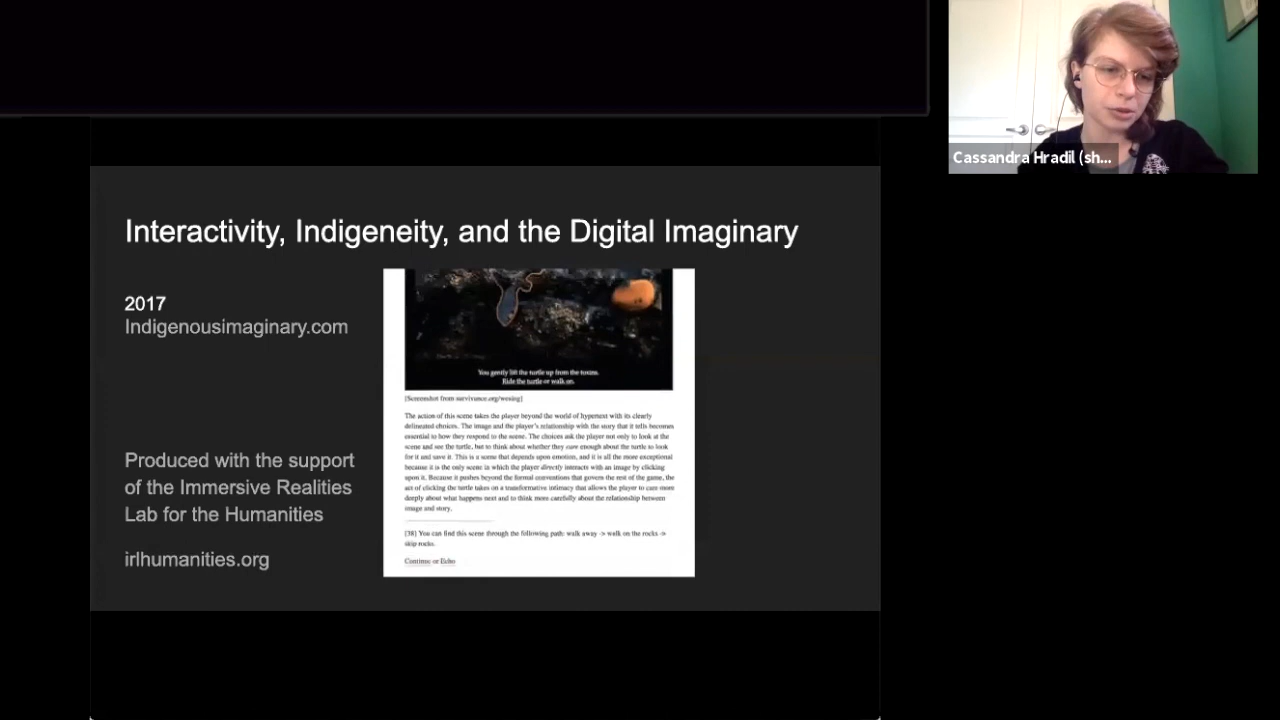 Cassandra Hradil (sh...
Interactivity, Indigeneity, and the Digital Imaginary
2017
Indigenousimaginary.com
Produced with the support
of the Immersive Realities
Lab for the Humanities
irlhumanities.org
You gently lift the turtle up from the toxins.
Ride the turtle or walk on.
[Screenshot from survivance.org/wesing]
The action of this scene takes the player beyond the world of hypertext with its clearly
delineated choices. The image and the player's relationship with the story that it tells becomes
essential to how they respond to the scene. The choices ask the player not only to look at the
scene and see the turtle, but to think about whether they care enough about the turtle to look
for it and save it. This is a scene that depends upon emotion, and it is all the more exceptional
because it is the only scene in which the player directly interacts with an image by clicking
upon it. Because it pushes beyond the formal conventions that govern the rest of the game, the
act of clicking the turtle takes on a transformative intimacy that allows the player to care more
deeply about what happens next and to think more carefully about the relationship between
image and story.
[38] You can find this scene through the following path: walk away -> walk on the rocks ->
skip rocks.
Continue or Echo